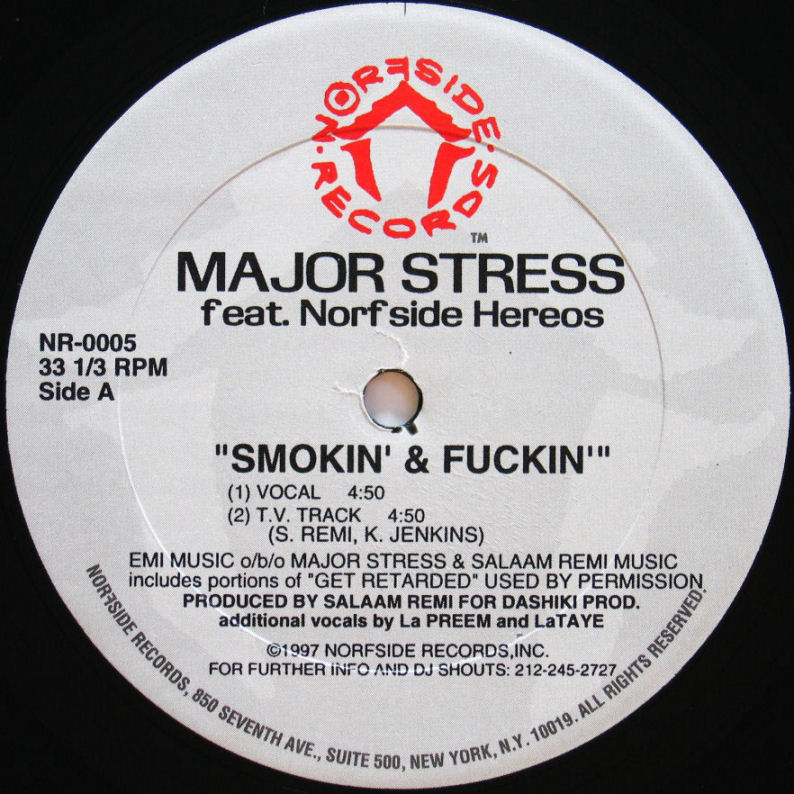 NORFSIDE · RECORDS ·
TM
MAJOR STRESS
feat. Norfside Hereos
NR-0005
33 1/3 RPM
Side A
"SMOKIN' & FUCKIN'"
(1) VOCAL 4:50
(2) T.V. TRACK 4:50
(S. REMI, K. JENKINS)
EMI MUSIC o/b/o MAJOR STRESS & SALAAM REMI MUSIC
includes portions of "GET RETARDED" USED BY PERMISSION
PRODUCED BY SALAAM REMI FOR DASHIKI PROD.
additional vocals by La PREEM and LaTAYE
©1997 NORFSIDE RECORDS,INC.
FOR FURTHER INFO AND DJ SHOUTS: 212-245-2727
NORFSIDE RECORDS, 850 SEVENTH AVE., SUITE 500, NEW YORK, N.Y. 10019. ALL RIGHTS RESERVED.